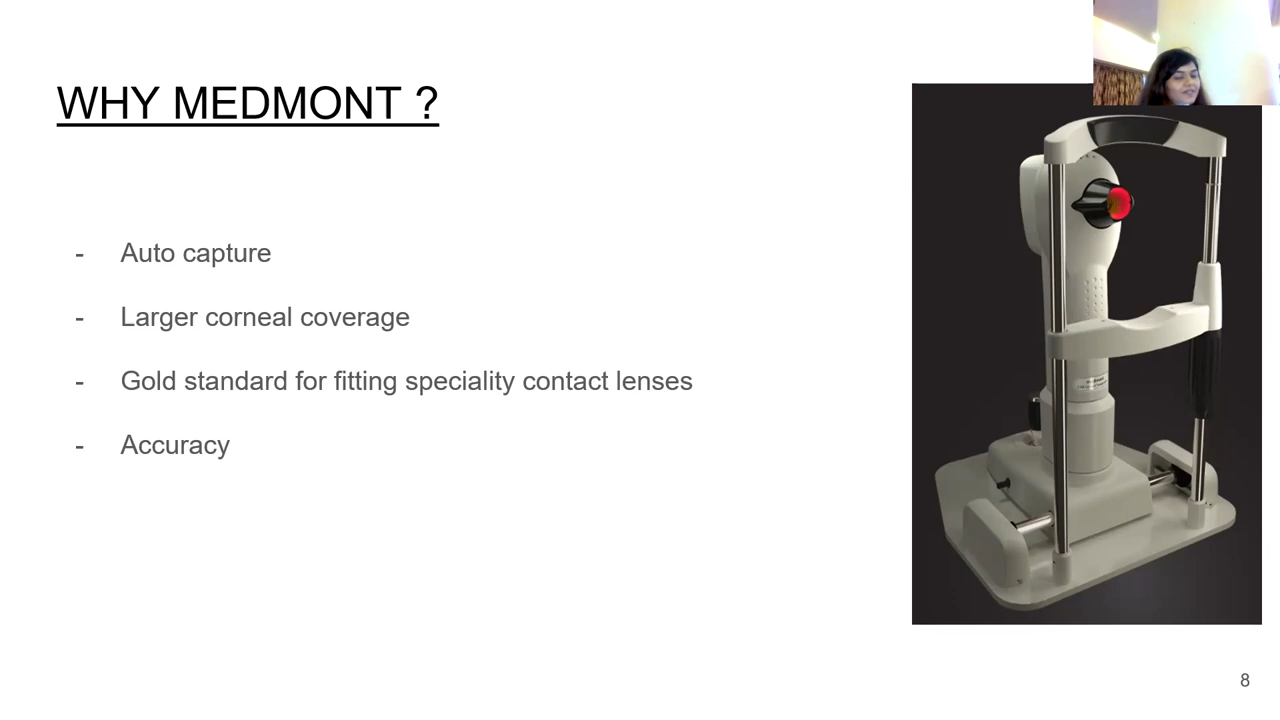 WHY MEDMONT ?
- Auto capture
- Larger corneal coverage
- Gold standard for fitting speciality contact lenses
- Accuracy
8